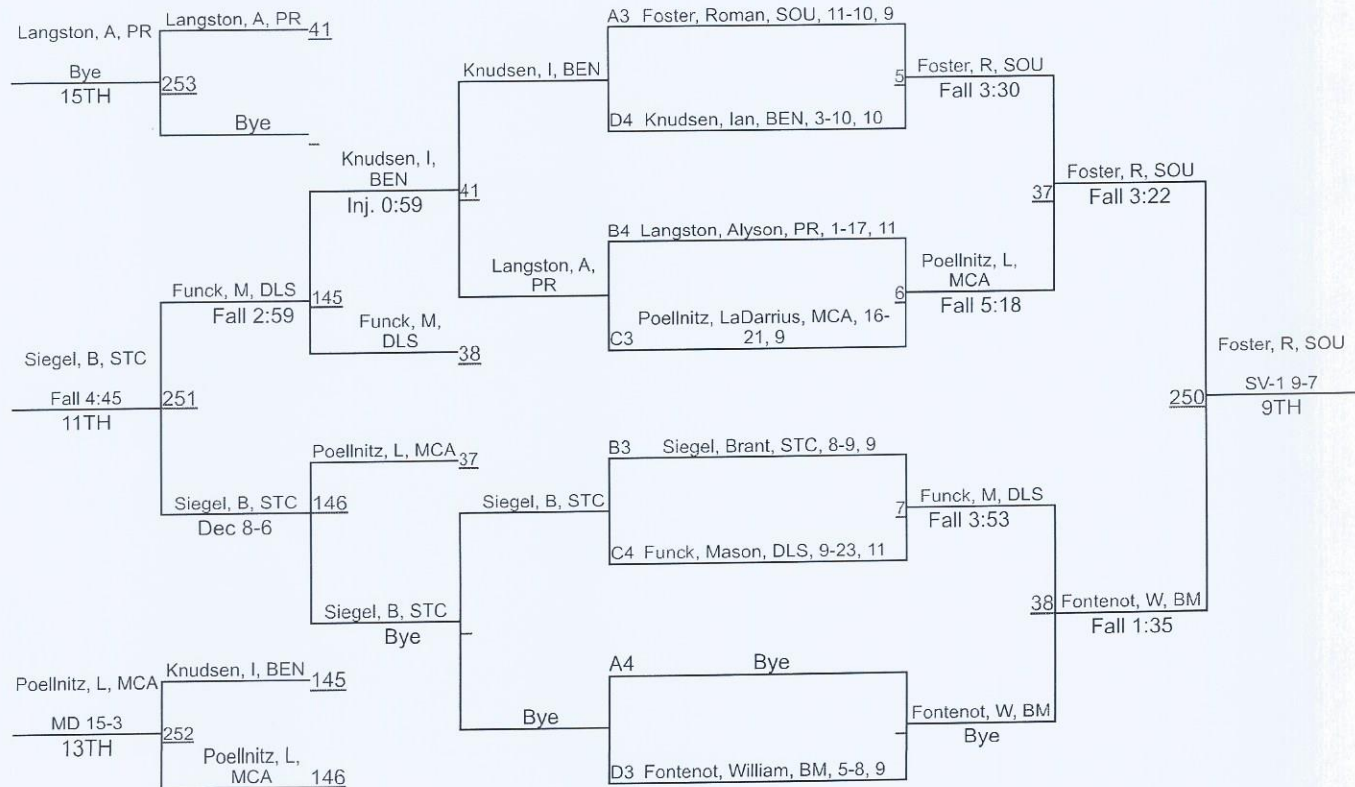 Langston, A, PR
Bye
15TH
Langston, A, PR
41
253
Bye
Siegel, B, STC
Fall 4:45
11TH
251
Funck, M, DLS
Fall 2:59
Siegel, B, STC
Dec 8-6
Poellnitz, L, MCA
MD 15-3
13TH
Knudsen, I, BEN
145
252
Poellnitz, L,
MCA
146
Knudsen, I,
BEN
Inj. 0:59
145
Funck, M,
DLS
38
Poellnitz, L, MCA
37
146
Siegel, B, STC
Bye
Knudsen, I, BEN
41
Langston, A,
PR
Siegel, B, STC
Bye
A3 Foster, Roman, SOU, 11-10, 9
5
D4 Knudsen, Ian, BEN, 3-10, 10
B4 Langston, Alyson, PR, 1-17, 11
6
Poellnitz, LaDarrius, MCA, 16-
C3 21, 9
B3 Siegel, Brant, STC, 8-9, 9
7
C4 Funck, Mason, DLS, 9-23, 11
A4 Bye
D3 Fontenot, William, BM, 5-8, 9
Foster, R, SOU
Fall 3:30
37
Poellnitz, L,
MCA
Fall 5:18
Funck, M, DLS
Fall 3:53
38
Fontenot, W, BM
Bye
Foster, R, SOU
Fall 3:22
250
Fontenot, W, BM
Fall 1:35
Foster, R, SOU
SV-1 9-7
9TH